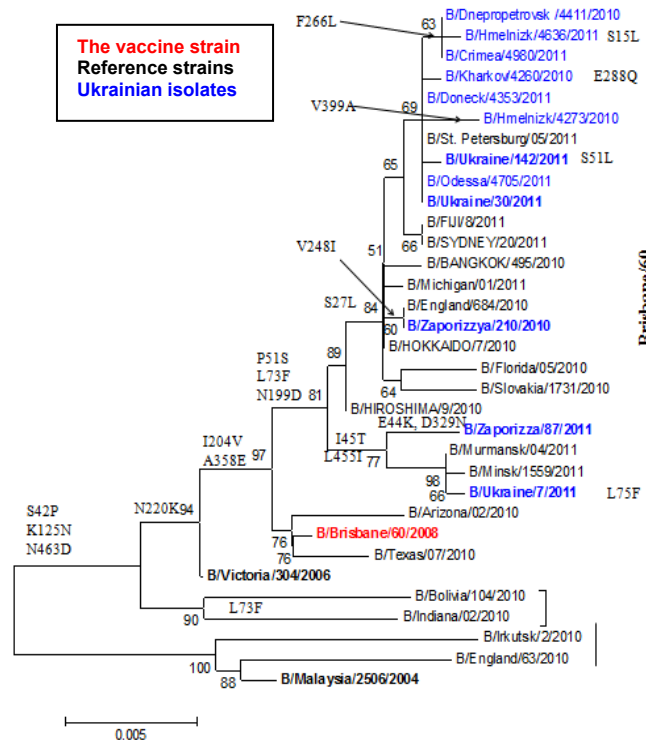 The vaccine strain
Reference strains
Ukrainian isolates
F266L
63
B/Dnepropetrovsk /4411/2010
B/Hmelnizk/4636/2011 S15L
B/Crimea/4980/2011
B/Kharkov/4260/2010 E288Q
V399A
69
B/Doneck/4353/2011
B/Hmelnizk/4273/2010
B/St. Petersburg/05/2011
65
B/Ukraine/142/2011 S51L
B/Odessa/4705/2011
B/Ukraine/30/2011
B/FIJI/8/2011
66
B/SYDNEY/20/2011
V248I
51
B/BANGKOK/495/2010
B/Michigan/01/2011
Brisbane/60
S27L
84
B/England/684/2010
60
B/Zaporizzya/210/2010
B/HOKKAIDO/7/2010
P51S
L73F
N199D
89
B/Florida/05/2010
64
B/Slovakia/1731/2010
81
B/HIROSHIMA/9/2010
E44K, D329N
I204V
A358E
97
I45T
L455I
77
B/Zaporizza/87/2011
B/Murmansk/04/2011
98
B/Minsk/1559/2011
66
B/Ukraine/7/2011 L75F
S42P
K125N
N463D
N220K
94
B/Arizona/02/2010
76
B/Brisbane/60/2008
76
B/Texas/07/2010
B/Victoria/304/2006
B/Bolivia/104/2010
90
L73F
B/Indiana/02/2010
B/Irkutsk/2/2010
100
B/England/63/2010
88
B/Malaysia/2506/2004
0.005